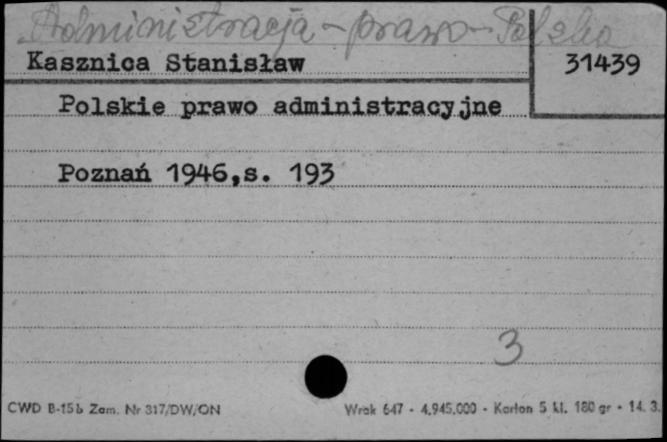 Administracja - prawo - Polska
Kasznica Stanisław
31439
Polskie prawo administracyjne
Poznań 1946,s. 193
3
CWD B-15b Zam. Nr 317/DW/ON
Wrak 647 - 4.945.000 - Karton 5 kl. 180 gr - 14. 3.